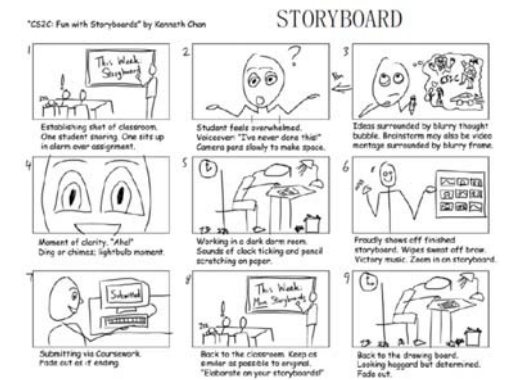 "CS2C: Fun with Storyboards" by Kennath Chan
STORYBOARD
1
This Week:
Storyboard
Establishing shot of classroom.
One student snoring. One sits up
in alarm over assignment.
2
?
Student feels overwhelmed.
Voiceover: "I've never done this!"
Camera pans slowly to make space.
3
CS2C
Ideas surrounded by blurry thought
bubble. Brainstorm may also be video
montage surrounded by blurry frame.
4
Moment of clarity. "Aha!"
Ding or chimes; lightbulb moment.
5
Working in a dark dorm room.
Sounds of clock ticking and pencil
scratching on paper.
6
Proudly shows off finished
storyboard. Wipes sweat off brow.
Victory music. Zoom in on storyboard.
7
Submitted
Submitting via Coursework.
Fade out as if ending.
8
This Week:
More Storyboards
Back to the classroom. Keep as
similar as possible to original.
"Elaborate on your storyboards!"
9
Back to the drawing board.
Looking haggard but determined.
Fade out.